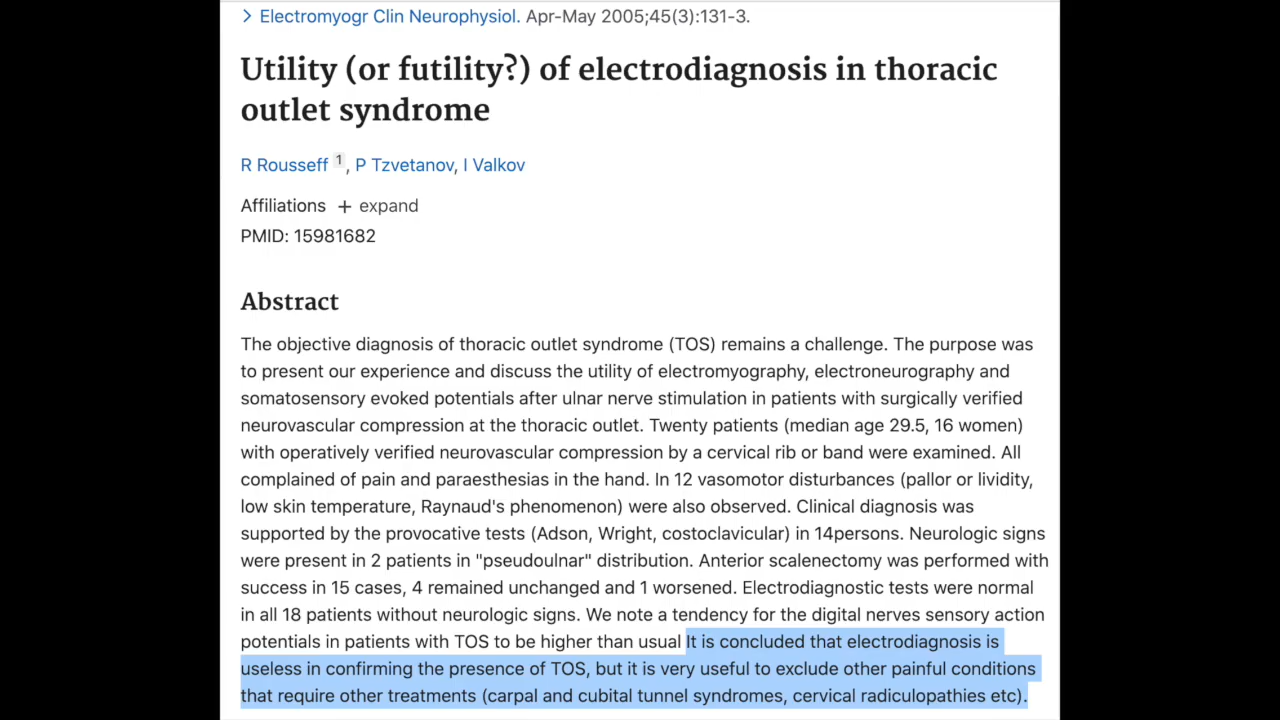 > Electromyogr Clin Neurophysiol. Apr-May 2005;45(3):131-3.
Utility (or futility?) of electrodiagnosis in thoracic
outlet syndrome
R Rousseff 1, P Tzvetanov, I Valkov
Affiliations + expand
PMID: 15981682
Abstract
The objective diagnosis of thoracic outlet syndrome (TOS) remains a challenge. The purpose was
to present our experience and discuss the utility of electromyography, electroneurography and
somatosensory evoked potentials after ulnar nerve stimulation in patients with surgically verified
neurovascular compression at the thoracic outlet. Twenty patients (median age 29.5, 16 women)
with operatively verified neurovascular compression by a cervical rib or band were examined. All
complained of pain and paraesthesias in the hand. In 12 vasomotor disturbances (pallor or lividity,
low skin temperature, Raynaud's phenomenon) were also observed. Clinical diagnosis was
supported by the provocative tests (Adson, Wright, costoclavicular) in 14persons. Neurologic signs
were present in 2 patients in "pseudoulnar" distribution. Anterior scalenectomy was performed with
success in 15 cases, 4 remained unchanged and 1 worsened. Electrodiagnostic tests were normal
in all 18 patients without neurologic signs. We note a tendency for the digital nerves sensory action
potentials in patients with TOS to be higher than usual It is concluded that electrodiagnosis is
useless in confirming the presence of TOS, but it is very useful to exclude other painful conditions
that require other treatments (carpal and cubital tunnel syndromes, cervical radiculopathies etc).